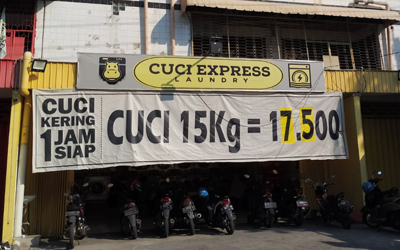 CUCI EXPRESS
LAUNDRY
CUCI
KERING
1 JAM
SIAP
CUCI 15Kg = 17.500